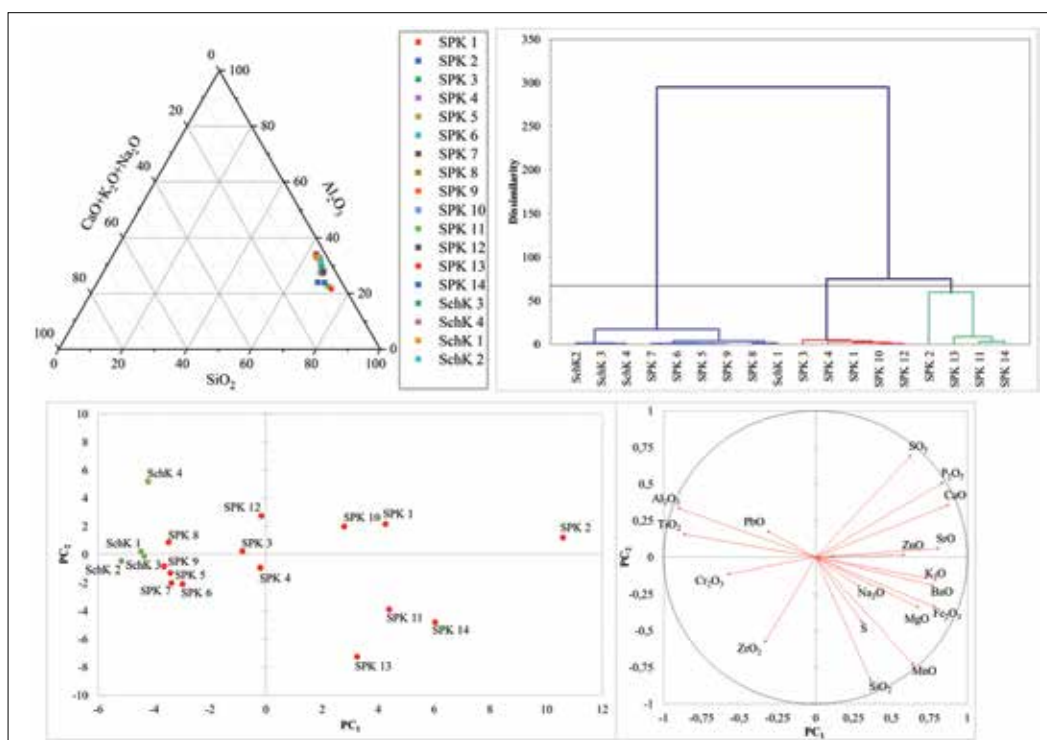 0
100
20
80
CaO+K₂O+Na₂O
Al₂O₃
40
60
60
40
80
20
100
0
0
20
40
60
80
100
SiO₂
SPK 1
SPK 2
SPK 3
SPK 4
SPK 5
SPK 6
SPK 7
SPK 8
SPK 9
SPK 10
SPK 11
SPK 12
SPK 13
SPK 14
SchK 3
SchK 4
SchK 1
SchK 2
350
300
250
200
150
100
50
0
Dissimilarity
SchK2
SchK 3
SchK 4
SPK 7
SPK 6
SPK 5
SPK 9
SPK 8
SchK 1
SPK 3
SPK 4
SPK 1
SPK 10
SPK 12
SPK 2
SPK 13
SPK 11
SPK 14
10
8
6
4
2
0
-2
-4
-6
-8
-10
PC₂
SchK 4
SPK 12
SPK 10
SPK 1
SPK 2
SPK 8
SchK 1
SPK 3
SchK 2
SchK 3
SPK 9
SPK 5
SPK 4
SPK 7
SPK 6
SPK 11
SPK 14
SPK 13
-6
-4
-2
0
2
4
6
8
10
12
PC₁
1
0,75
0,5
0,25
0
-0,25
-0,5
-0,75
-1
PC₂
SO₃
P₂O₅
CaO
Al₂O₃
TiO₂
PbO
ZnO
SrO
Cr₂O₃
K₂O
Na₂O
BaO
MgO
Fe₂O₃
S
ZrO₂
MnO
SiO₂
-1
-0,75
-0,5
-0,25
0
0,25
0,5
0,75
1
PC₁